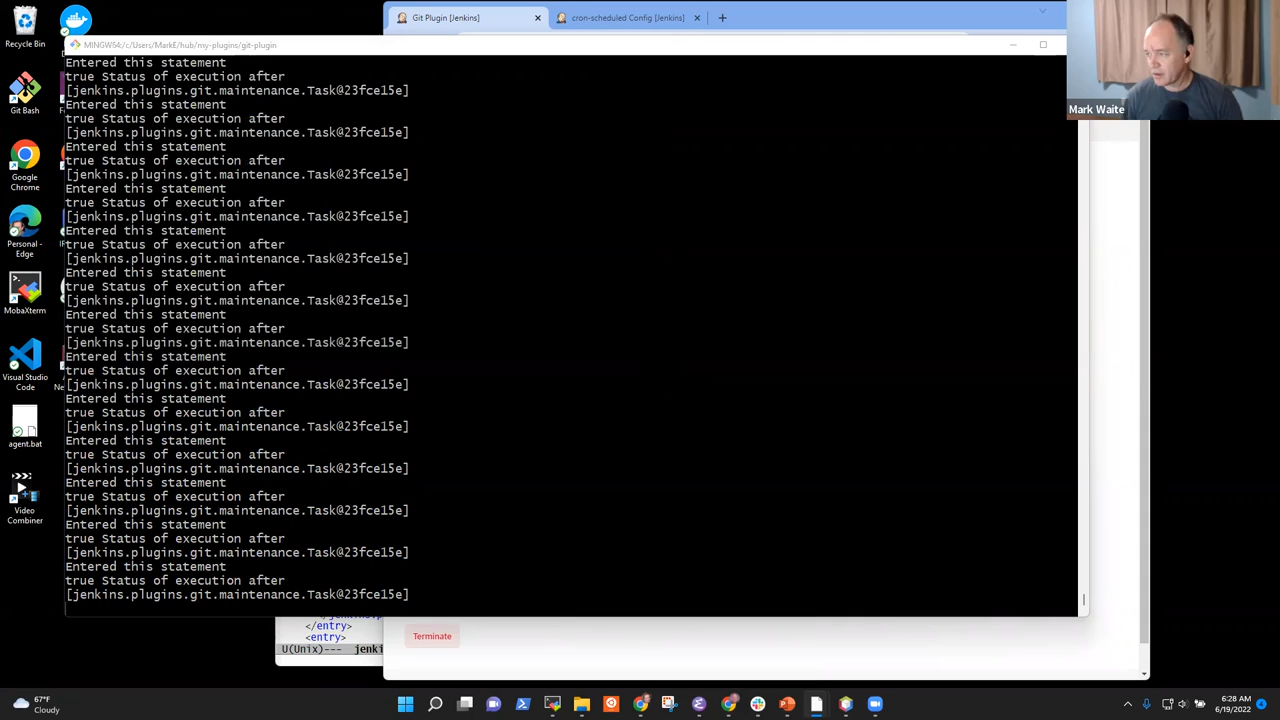 Recycle Bin
Git Bash
Google
Chrome
Personal -
Edge
MobaXterm
Visual Studio
Code
agent.bat
Video
Combiner
Git Plugin [Jenkins]
cron-scheduled Config [Jenkins]
MINGW64:/c/Users/MarkE/hub/my-plugins/git-plugin
Mark Waite
Entered this statement
true Status of execution after
[jenkins.plugins.git.maintenance.Task@23fce15e]
Entered this statement
true Status of execution after
[jenkins.plugins.git.maintenance.Task@23fce15e]
Entered this statement
true Status of execution after
[jenkins.plugins.git.maintenance.Task@23fce15e]
Entered this statement
true Status of execution after
[jenkins.plugins.git.maintenance.Task@23fce15e]
Entered this statement
true Status of execution after
[jenkins.plugins.git.maintenance.Task@23fce15e]
Entered this statement
true Status of execution after
[jenkins.plugins.git.maintenance.Task@23fce15e]
Entered this statement
true Status of execution after
[jenkins.plugins.git.maintenance.Task@23fce15e]
Entered this statement
true Status of execution after
[jenkins.plugins.git.maintenance.Task@23fce15e]
Entered this statement
true Status of execution after
[jenkins.plugins.git.maintenance.Task@23fce15e]
Entered this statement
true Status of execution after
[jenkins.plugins.git.maintenance.Task@23fce15e]
Entered this statement
true Status of execution after
[jenkins.plugins.git.maintenance.Task@23fce15e]
Entered this statement
true Status of execution after
[jenkins.plugins.git.maintenance.Task@23fce15e]
Entered this statement
true Status of execution after
[jenkins.plugins.git.maintenance.Task@23fce15e]
</entry>
<entry>
U(Unix)--- jenki
Terminate
67°F
Cloudy
6:28 AM
6/19/2022